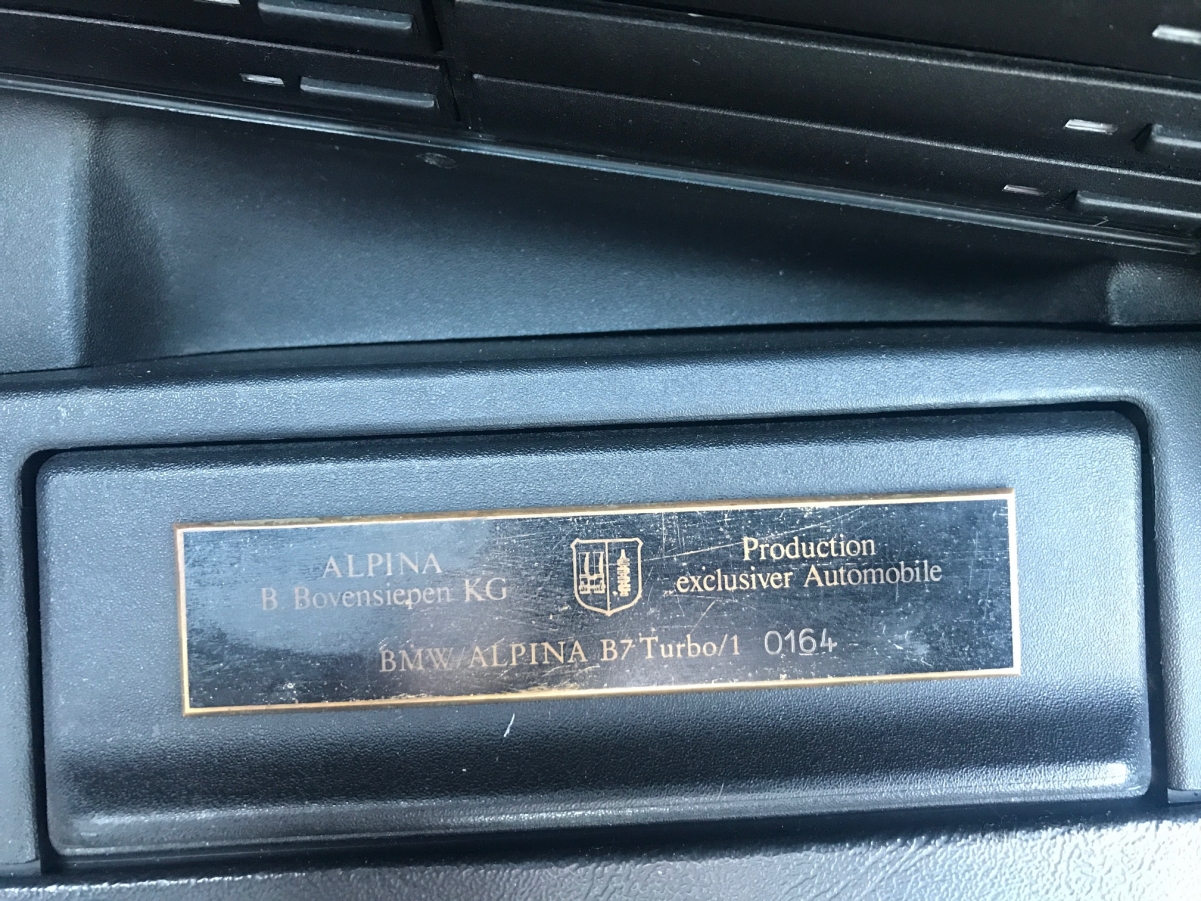 ALPINA
B. Bovensiepen KG
Production
exclusiver Automobile
BMW/ALPINA B7 Turbo/1 0164